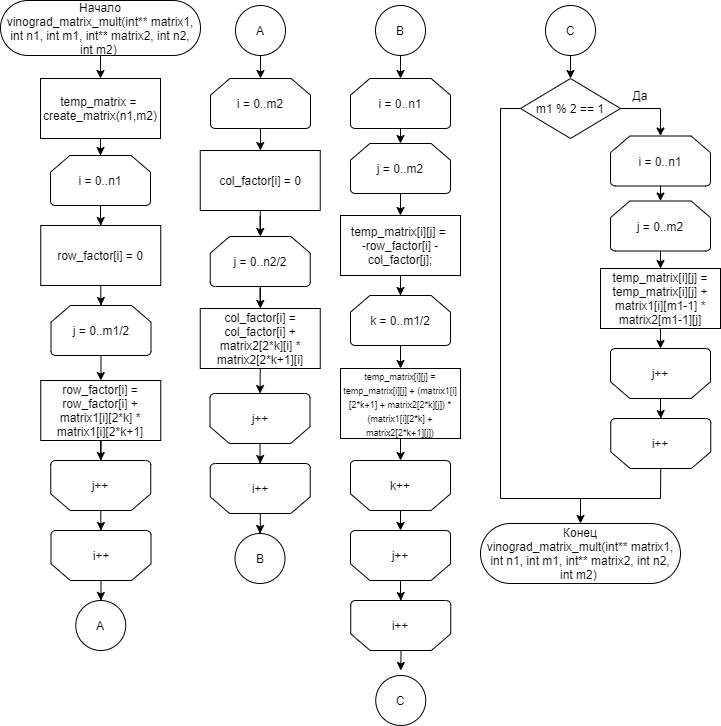 Начало
vinograd_matrix_mult(int** matrix1,
int n1, int m1, int** matrix2, int n2,
int m2)
temp_matrix =
create_matrix(n1,m2)
i = 0..n1
row_factor[i] = 0
j = 0..m1/2
row_factor[i] =
row_factor[i] +
matrix1[i][2*k] *
matrix1[i][2*k+1]
j++
i++
A
A
i = 0..m2
col_factor[i] = 0
j = 0..n2/2
col_factor[i] =
col_factor[i] +
matrix2[2*k][i] *
matrix2[2*k+1][i]
j++
i++
B
B
i = 0..n1
j = 0..m2
temp_matrix[i][j] =
-row_factor[i] -
col_factor[j];
k = 0..m1/2
temp_matrix[i][j] =
temp_matrix[i][j] + (matrix1[i]
[2*k+1] + matrix2[2*k][j]) *
(matrix1[i][2*k] +
matrix2[2*k+1][j])
k++
j++
i++
C
C
m1 % 2 == 1
Да
i = 0..n1
j = 0..m2
temp_matrix[i][j] =
temp_matrix[i][j] +
matrix1[i][m1-1] *
matrix2[m1-1][j]
j++
i++
Конец
vinograd_matrix_mult(int** matrix1,
int n1, int m1, int** matrix2, int n2,
int m2)